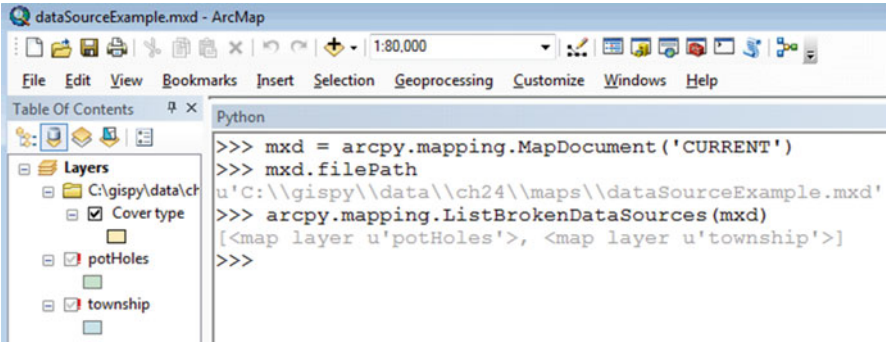 dataSourceExample.mxd - ArcMap
1:80,000
File Edit View Bookmarks Insert Selection Geoprocessing Customize Windows Help
Table Of Contents
Layers
C:\gispy\data\ch
Cover type
potHoles
township
Python
>>> mxd = arcpy.mapping.MapDocument('CURRENT')
>>> mxd.filePath
u'C:\\gispy\\data\\ch24\\maps\\dataSourceExample.mxd'
>>> arcpy.mapping.ListBrokenDataSources(mxd)
[<map layer u'potHoles'>, <map layer u'township'>]
>>>